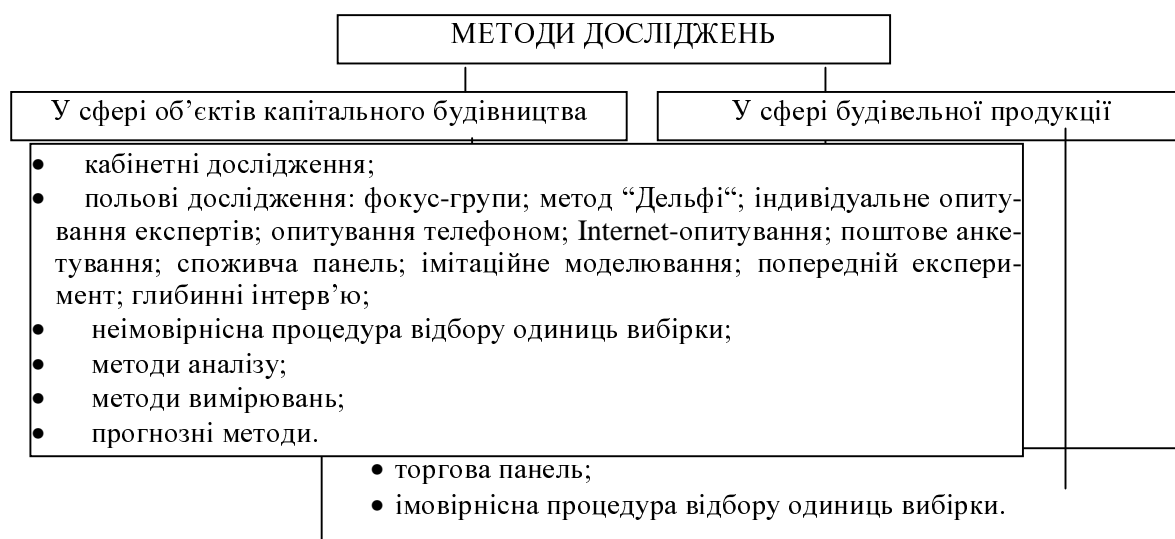 МЕТОДИ ДОСЛІДЖЕНЬ
У сфері об’єктів капітального будівництва
У сфері будівельної продукції
• кабінетні дослідження;
• польові дослідження: фокус-групи; метод “Дельфі“; індивідуальне опиту-
вання експертів; опитування телефоном; Internet-опитування; поштове анке-
тування; споживча панель; імітаційне моделювання; попередній експери-
мент; глибинні інтерв’ю;
• неімовірнісна процедура відбору одиниць вибірки;
• методи аналізу;
• методи вимірювань;
• прогнозні методи.
• торгова панель;
• імовірнісна процедура відбору одиниць вибірки.